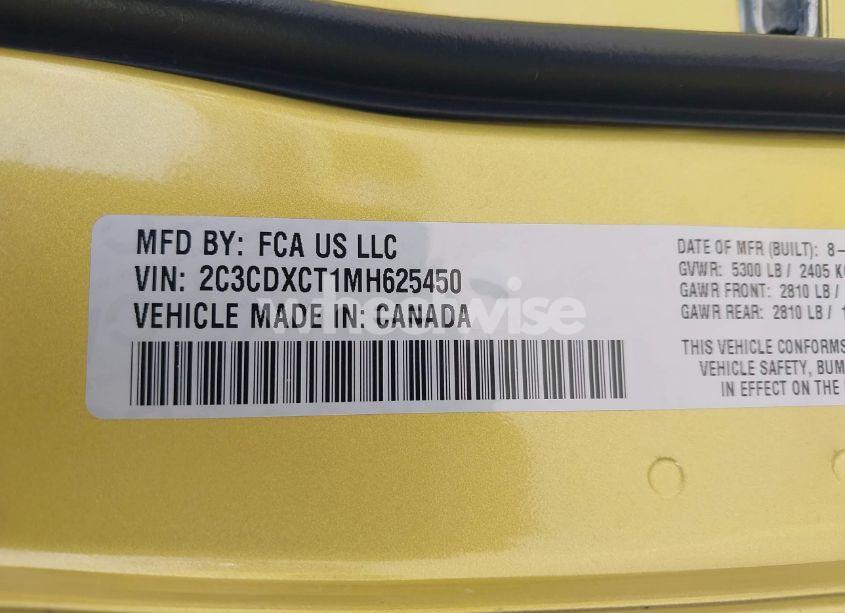 MFD BY: FCA US LLC
VIN: 2C3CDXCT1MH625450
VEHICLE MADE IN: CANADA
DATE OF MFR (BUILT): 8-
GVWR: 5300 LB / 2405 K
GAWR FRONT: 2810 LB /
GAWR REAR: 2810 LB / 1
THIS VEHICLE CONFORMS
VEHICLE SAFETY, BUM
IN EFFECT ON THE
wheelwise